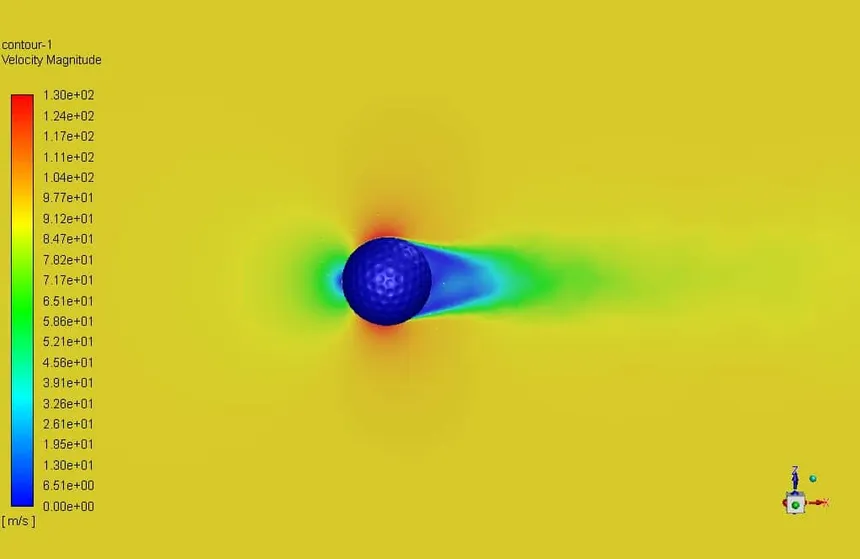 contour-1
Velocity Magnitude
1.30e+02
1.24e+02
1.17e+02
1.11e+02
1.04e+02
9.77e+01
9.12e+01
8.47e+01
7.82e+01
7.17e+01
6.51e+01
5.86e+01
5.21e+01
4.56e+01
3.91e+01
3.26e+01
2.61e+01
1.95e+01
1.30e+01
6.51e+00
0.00e+00
[ m/s ]
Z
X